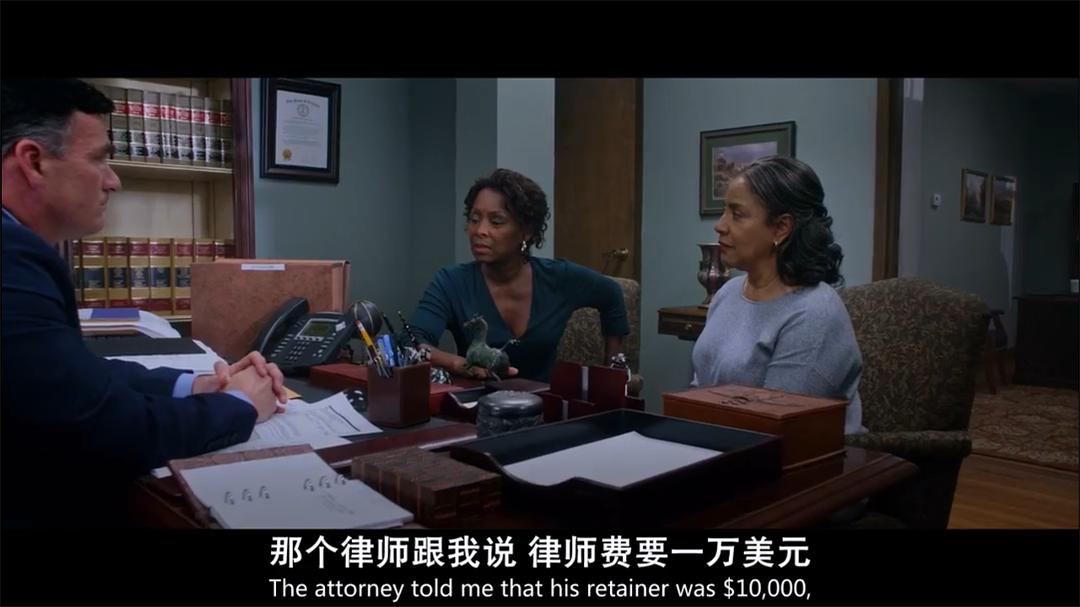 那个律师跟我说 律师费要一万美元
The attorney told me that his retainer was $10,000,